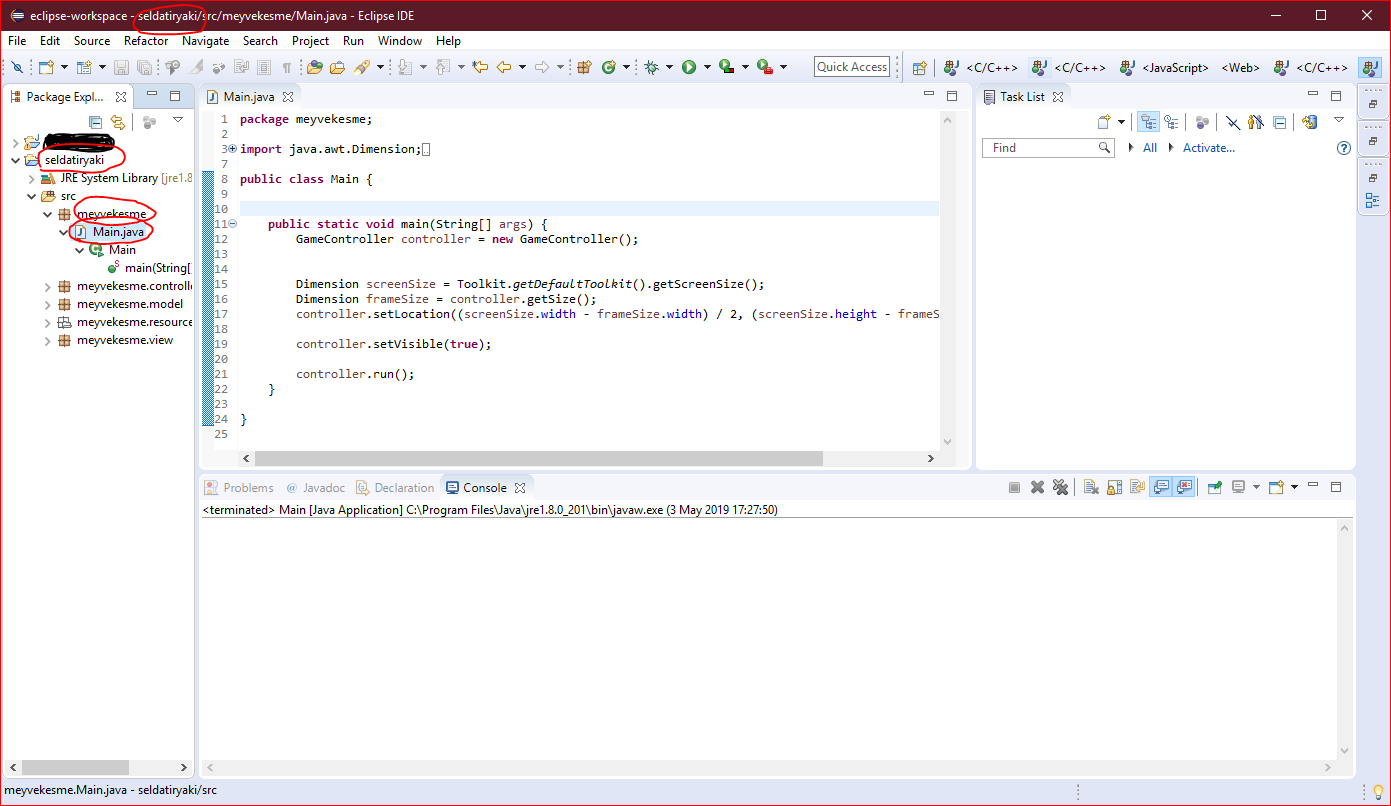 eclipse-workspace - seldatiryaki/src/meyvekesme/Main.java - Eclipse IDE
File Edit Source Refactor Navigate Search Project Run Window Help
Quick Access
<C/C++> <C/C++> <JavaScript> <Web> <C/C++>
Package Expl...
seldatiryaki
JRE System Library [jre1.8
src
meyvekesme
Main.java
Main
main(String[
meyvekesme.controlle
meyvekesme.model
meyvekesme.resource
meyvekesme.view
Main.java
1 package meyvekesme;
2
3 import java.awt.Dimension;
7
8 public class Main {
9
10
11 public static void main(String[] args) {
12 GameController controller = new GameController();
13
14
15 Dimension screenSize = Toolkit.getDefaultToolkit().getScreenSize();
16 Dimension frameSize = controller.getSize();
17 controller.setLocation((screenSize.width - frameSize.width) / 2, (screenSize.height - frameS
18
19 controller.setVisible(true);
20
21 controller.run();
22 }
23
24 }
25
Task List
Find All Activate...
Problems @ Javadoc Declaration Console
<terminated> Main [Java Application] C:\Program Files\Java\jre1.8.0_201\bin\javaw.exe (3 May 2019 17:27:50)
meyvekesme.Main.java - seldatiryaki/src